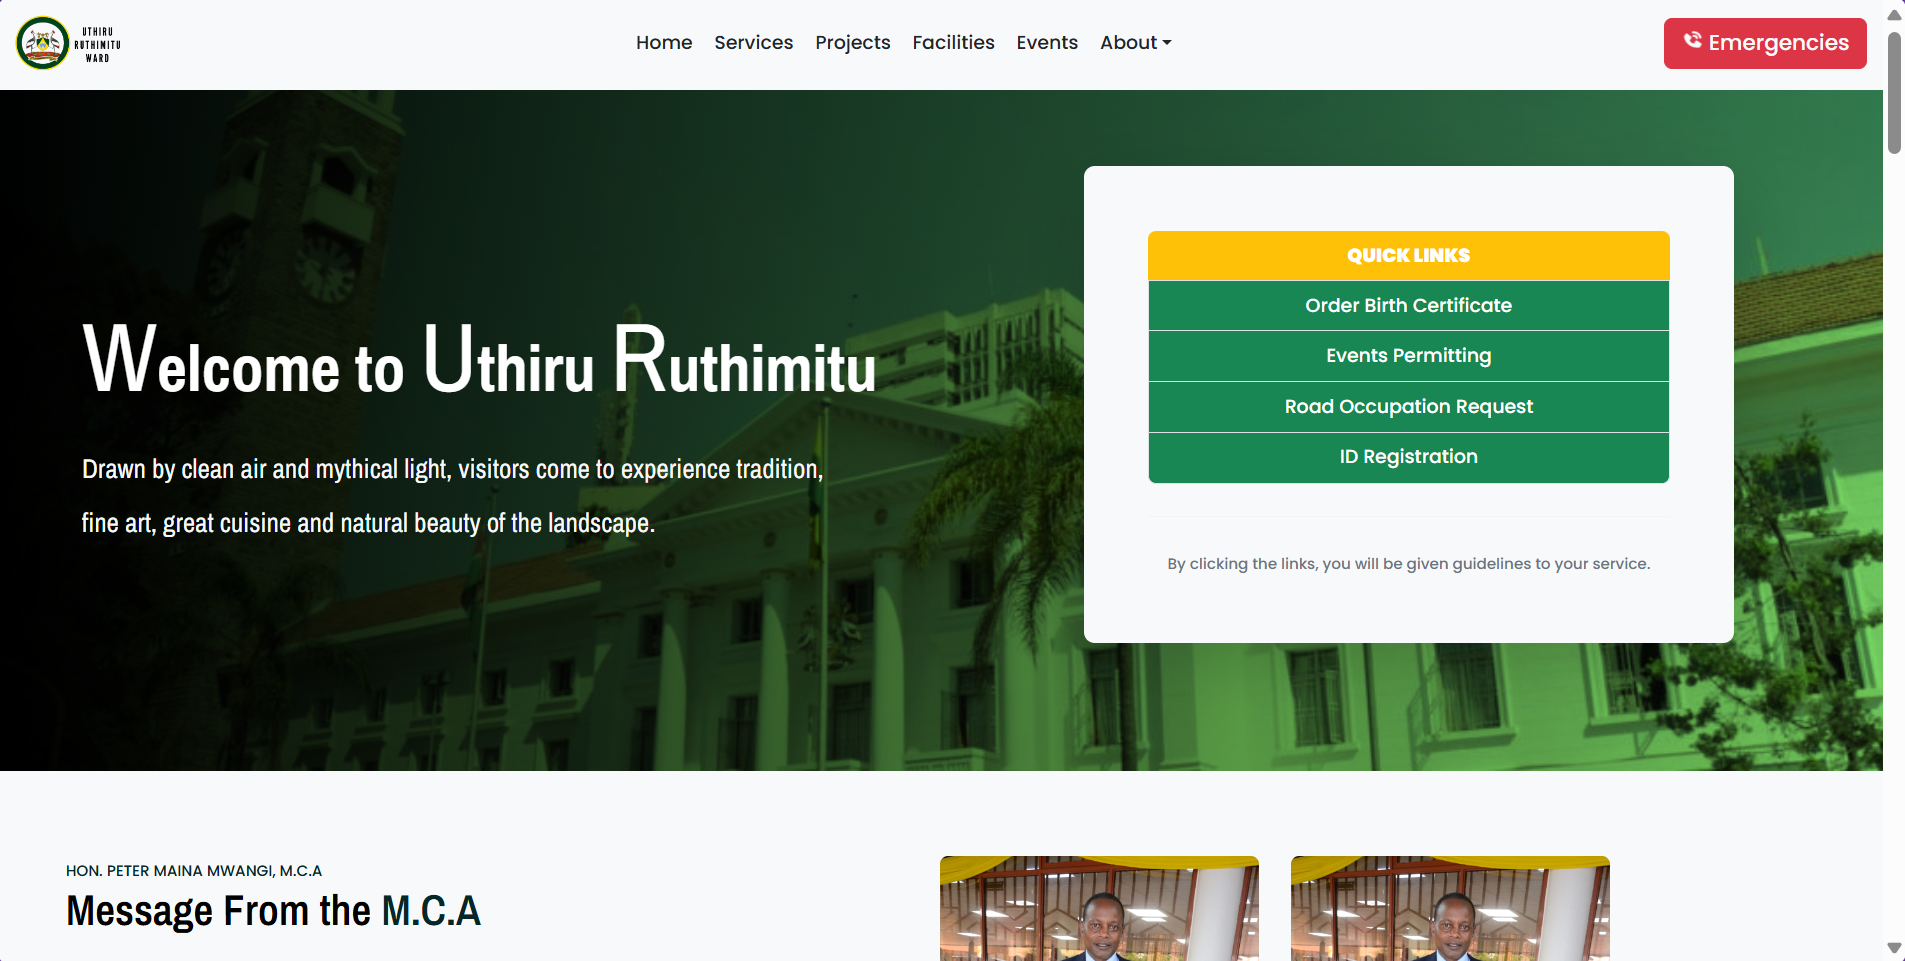 UTHIRU
RUTHIMITU
WARD
Home Services Projects Facilities Events About
Emergencies
Welcome to Uthiru Ruthimitu
Drawn by clean air and mythical light, visitors come to experience tradition,
fine art, great cuisine and natural beauty of the landscape.
QUICK LINKS
Order Birth Certificate
Events Permitting
Road Occupation Request
ID Registration
By clicking the links, you will be given guidelines to your service.
HON. PETER MAINA MWANGI, M.C.A
Message From the M.C.A